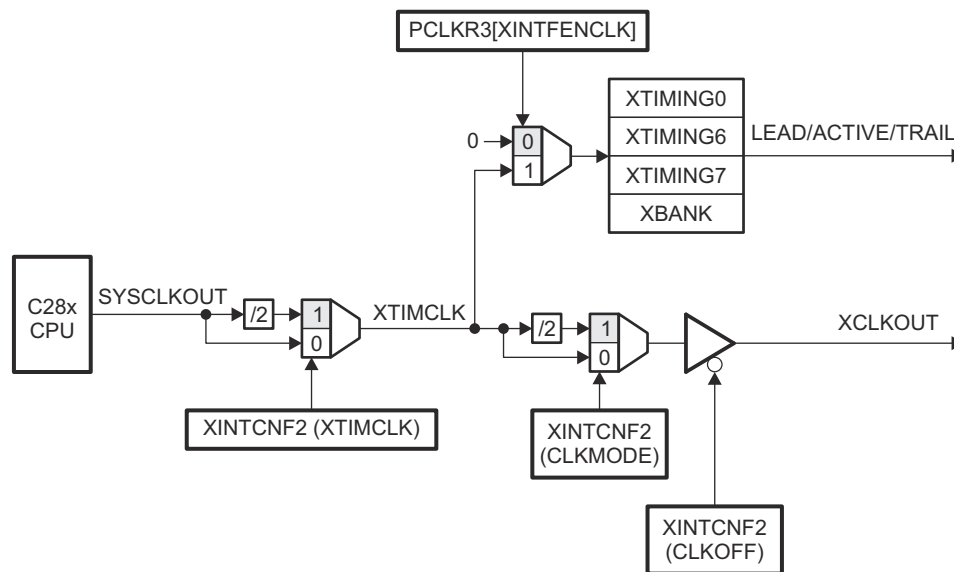 PCLKR3[XINTFENCLK]
XTIMING0
0
0
XTIMING6
LEAD/ACTIVE/TRAIL
1
XTIMING7
XBANK
C28x
CPU
SYSCLKOUT
/2
1
0
XTIMCLK
/2
1
0
XCLKOUT
XINTCNF2 (XTIMCLK)
XINTCNF2
(CLKMODE)
XINTCNF2
(CLKOFF)